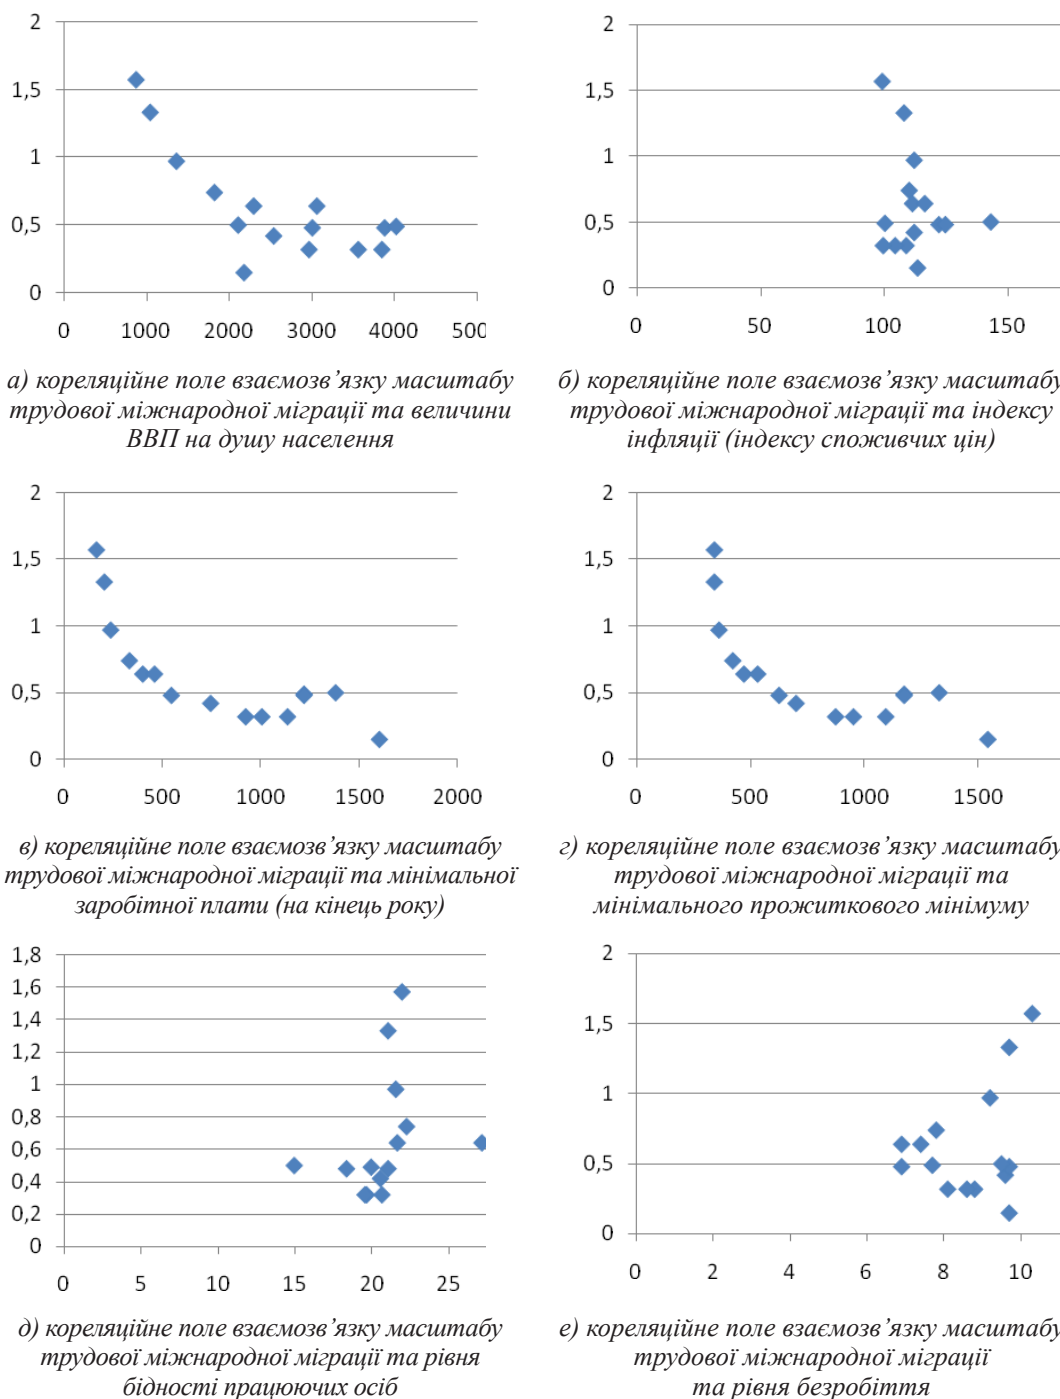 2
1,5
1
0,5
0
0 1000 2000 3000 4000 500
а) кореляційне поле взаємозв’язку масштабу
трудової міжнародної міграції та величини
ВВП на душу населення
2
1,5
1
0,5
0
0 50 100 150
б) кореляційне поле взаємозв’язку масштабу
трудової міжнародної міграції та індексу
інфляції (індексу споживчих цін)
2
1,5
1
0,5
0
0 500 1000 1500 2000
в) кореляційне поле взаємозв’язку масштабу
трудової міжнародної міграції та мінімальної
заробітної плати (на кінець року)
2
1,5
1
0,5
0
0 500 1000 1500
г) кореляційне поле взаємозв’язку масштабу
трудової міжнародної міграції та
мінімального прожиткового мінімуму
1,8
1,6
1,4
1,2
1
0,8
0,6
0,4
0,2
0
0 5 10 15 20 25
д) кореляційне поле взаємозв’язку масштабу
трудової міжнародної міграції та рівня
бідності працюючих осіб
2
1,5
1
0,5
0
0 2 4 6 8 10
е) кореляційне поле взаємозв’язку масштабу
трудової міжнародної міграції
та рівня безробіття